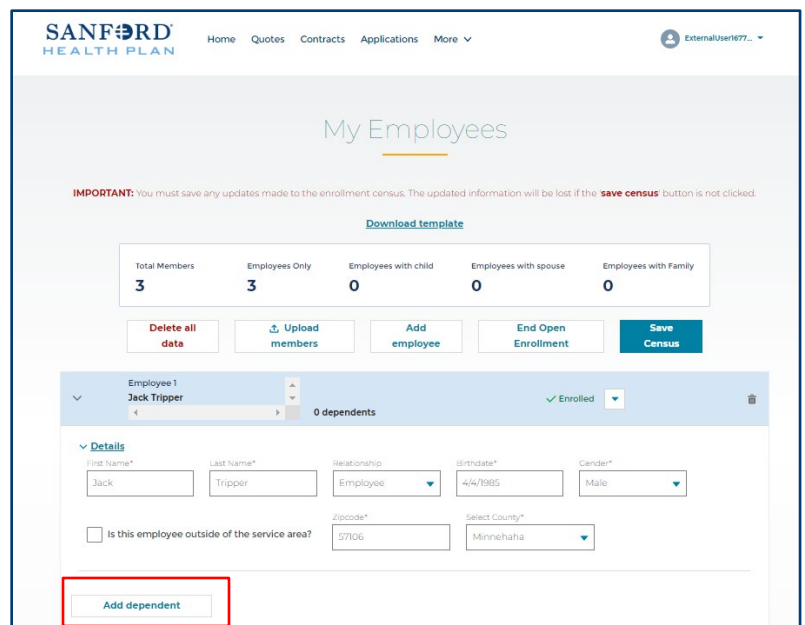 SANFORD
HEALTH PLAN
Home Quotes Contracts Applications More
ExternalUser1677...
My Employees
IMPORTANT: You must save any updates made to the enrollment census. The updated information will be lost if the 'save census' button is not clicked.
Download template
Total Members Employees Only Employees with child Employees with spouse Employees with Family
3 3 0 0 0
Delete all Upload Add End Open Save
data members employee Enrollment Census
Employee 1
Jack Tripper
0 dependents
Enrolled
Details
First Name* Last Name* Relationship Birthdate* Gender*
Jack Tripper Employee 4/4/1985 Male
Zipcode* Select County*
Is this employee outside of the service area? 57106 Minnehaha
Add dependent